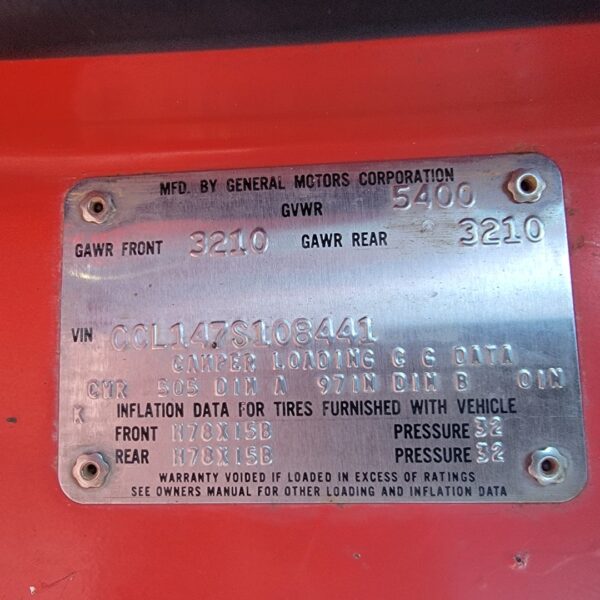 MFD. BY GENERAL MOTORS CORPORATION
GVWR 5400
GAWR FRONT 3210 GAWR REAR 3210
VIN CCL147S108441
CAMPER LOADING C G DATA
CMR 505 DIM A 97IN DIM B 0IN
K INFLATION DATA FOR TIRES FURNISHED WITH VEHICLE
FRONT H78X15B PRESSURE 32
REAR H78X15B PRESSURE 32
WARRANTY VOIDED IF LOADED IN EXCESS OF RATINGS
SEE OWNERS MANUAL FOR OTHER LOADING AND INFLATION DATA